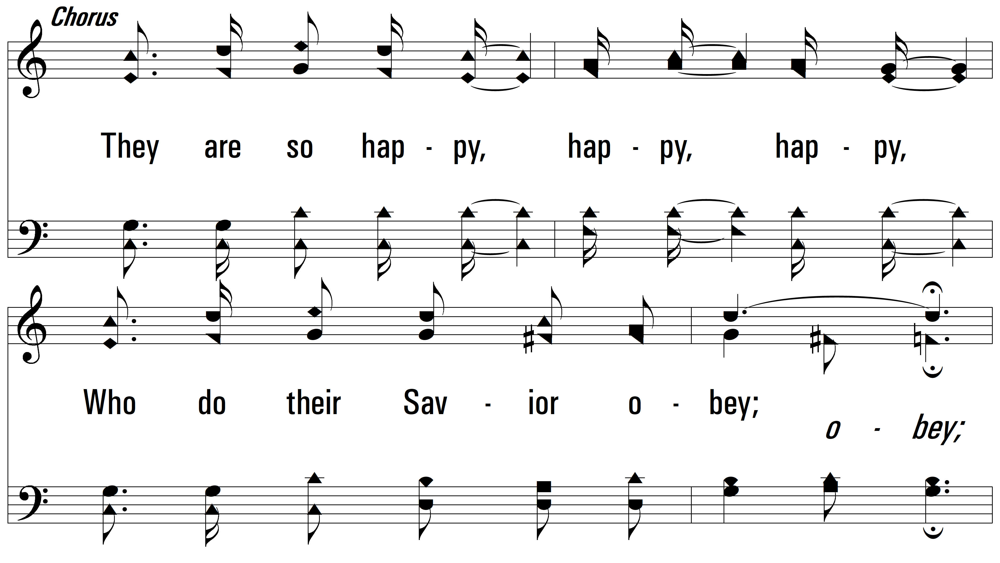 Chorus
They are so hap - py, hap - py, hap - py,
Who do their Sav - ior o - bey;
o - bey;